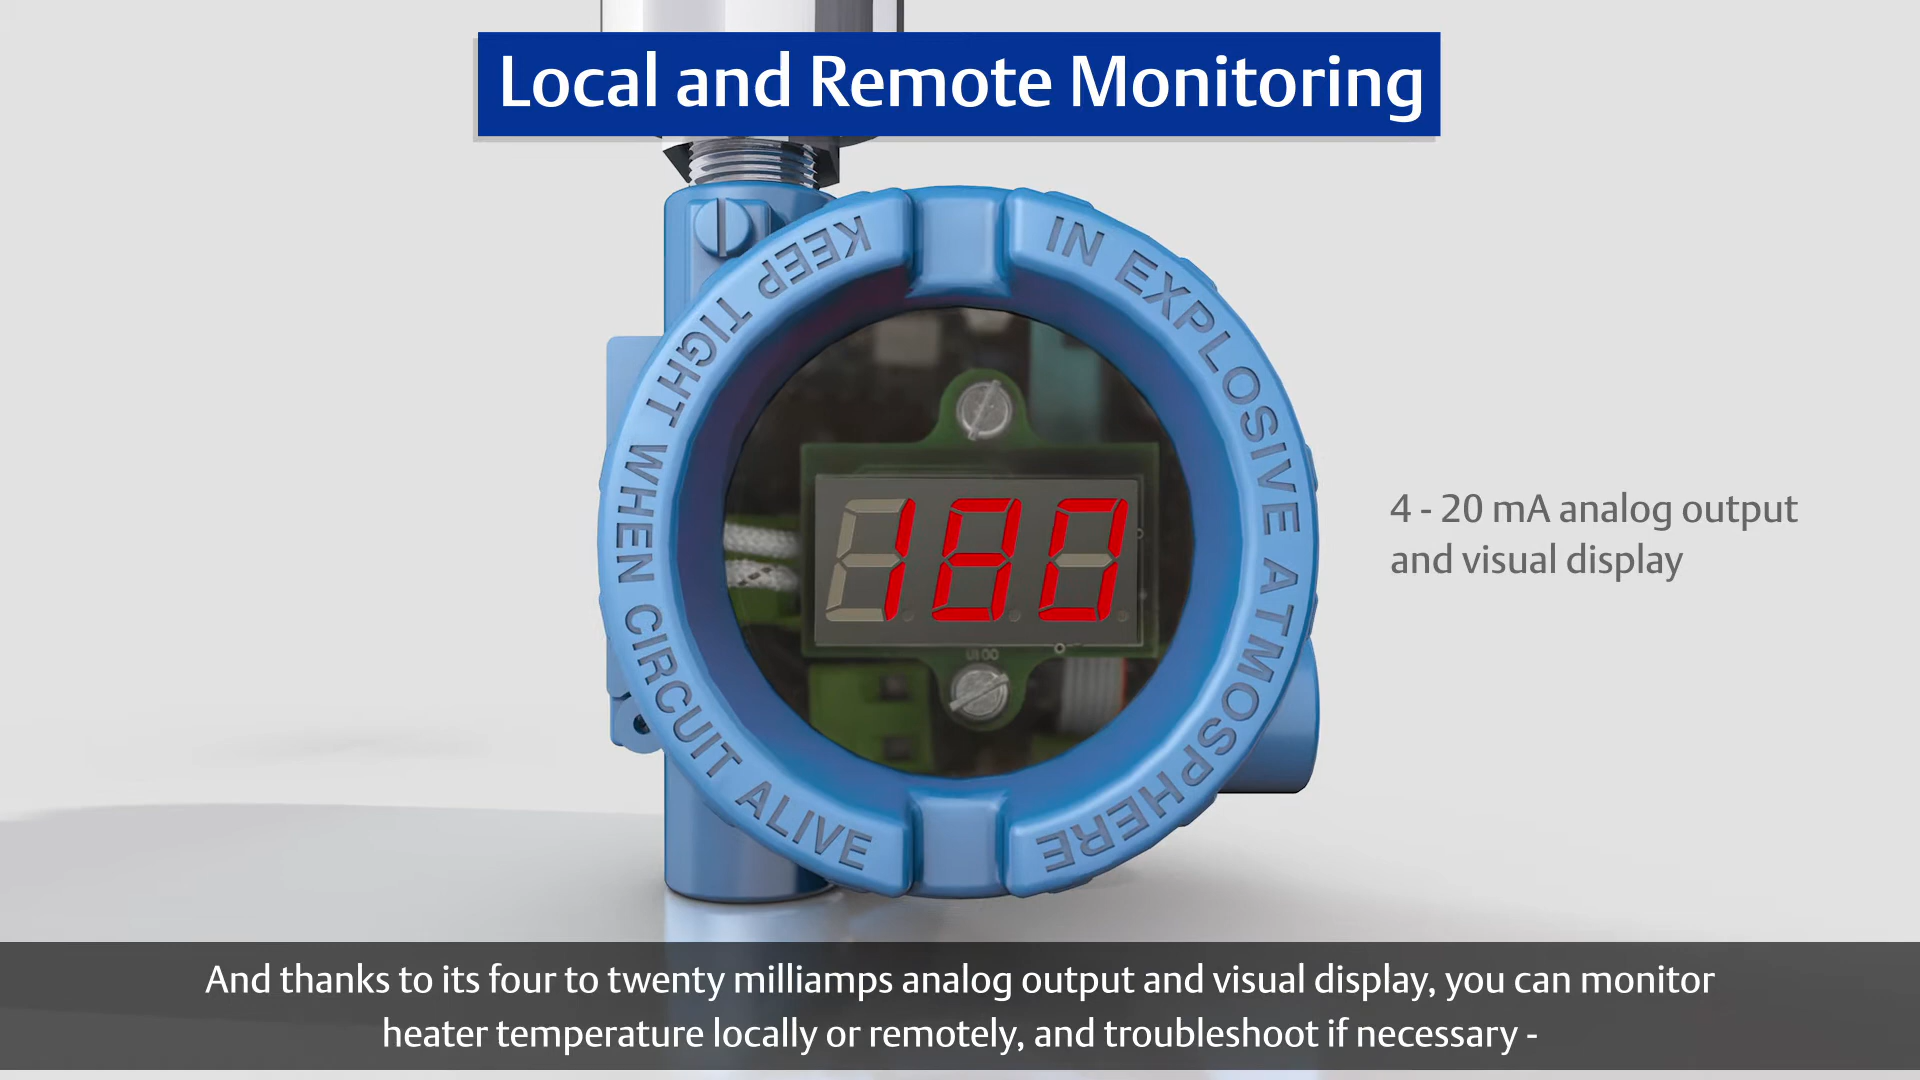 Local and Remote Monitoring
KEEP TIGHT WHEN CIRCUIT ALIVE
IN EXPLOSIVE ATMOSPHERE
180
4 - 20 mA analog output
and visual display
And thanks to its four to twenty milliamps analog output and visual display, you can monitor
heater temperature locally or remotely, and troubleshoot if necessary -